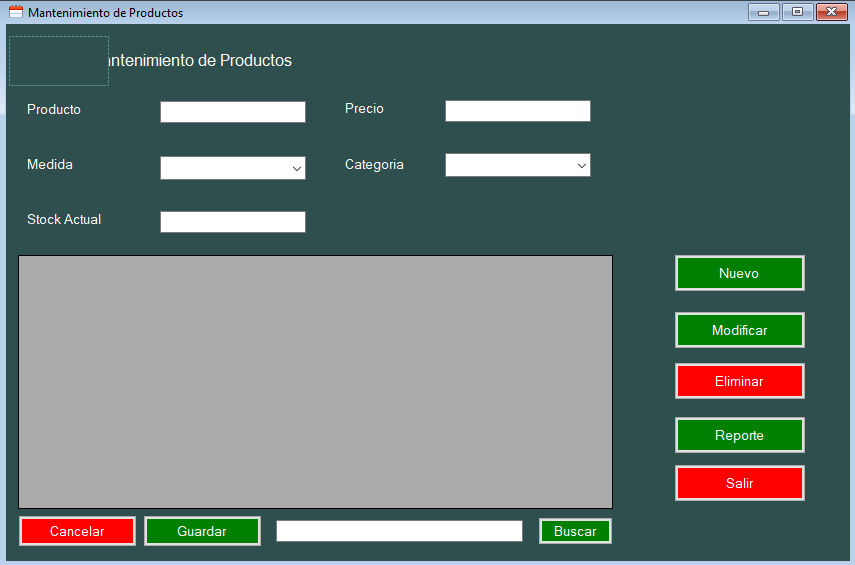 Mantenimiento de Productos
ntenimiento de Productos
Producto
Precio
Medida
Categoria
Stock Actual
Nuevo
Modificar
Eliminar
Reporte
Salir
Cancelar
Guardar
Buscar